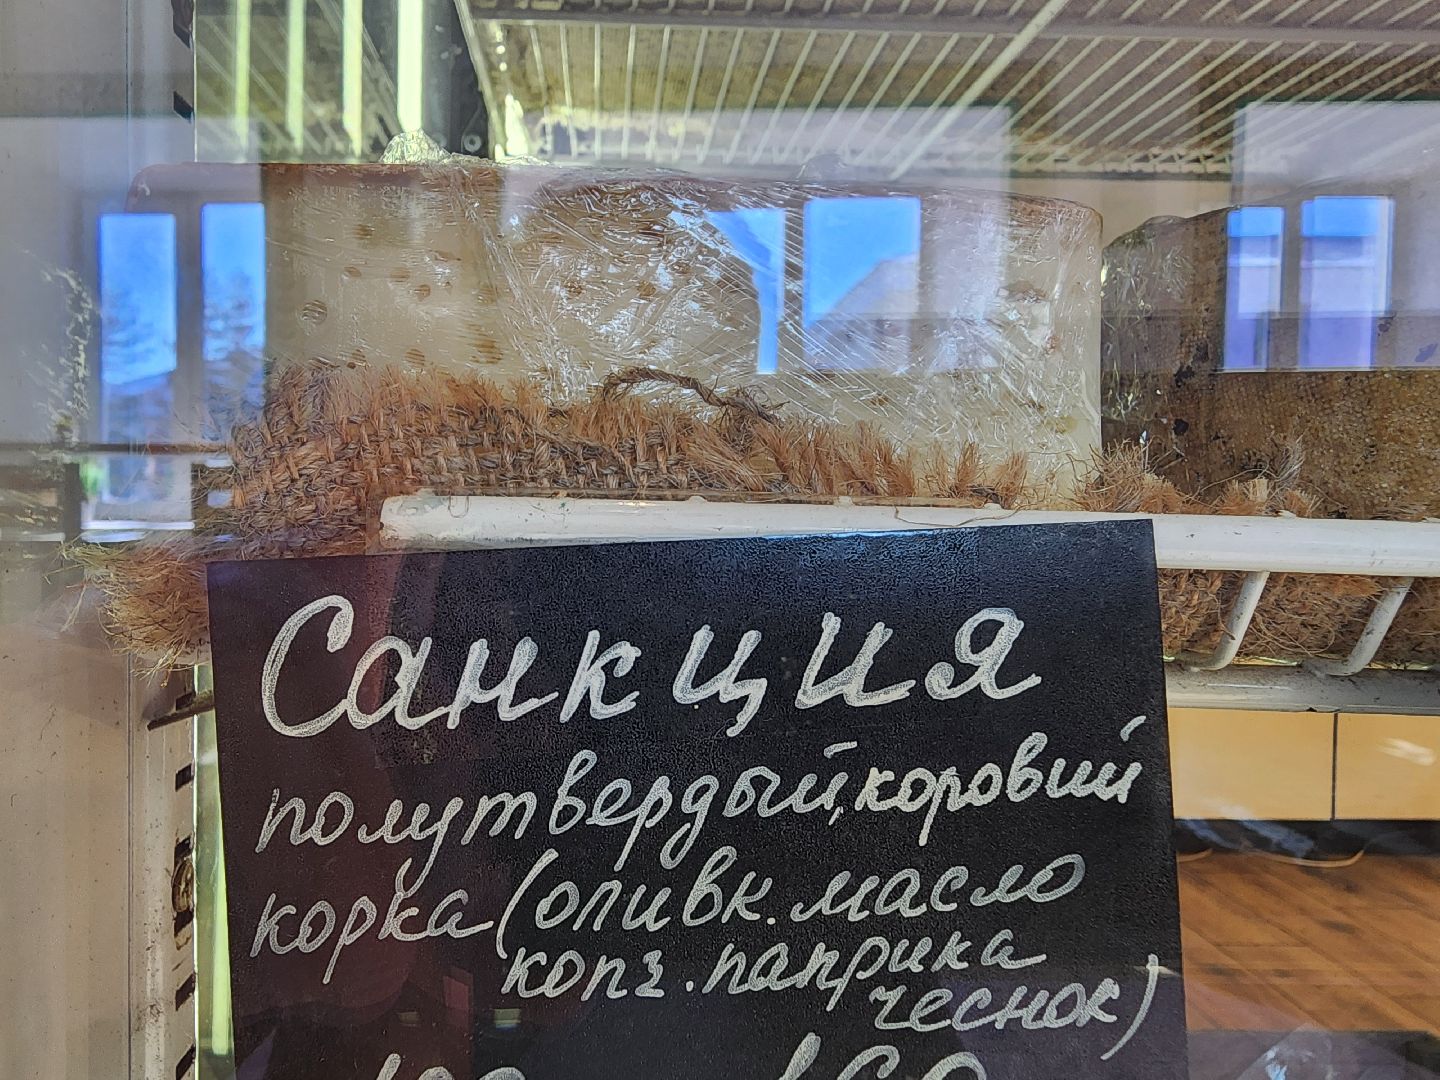 Санкция
полутвердый, коровий
корка (оливк. масло
копч. паприка
чеснок)